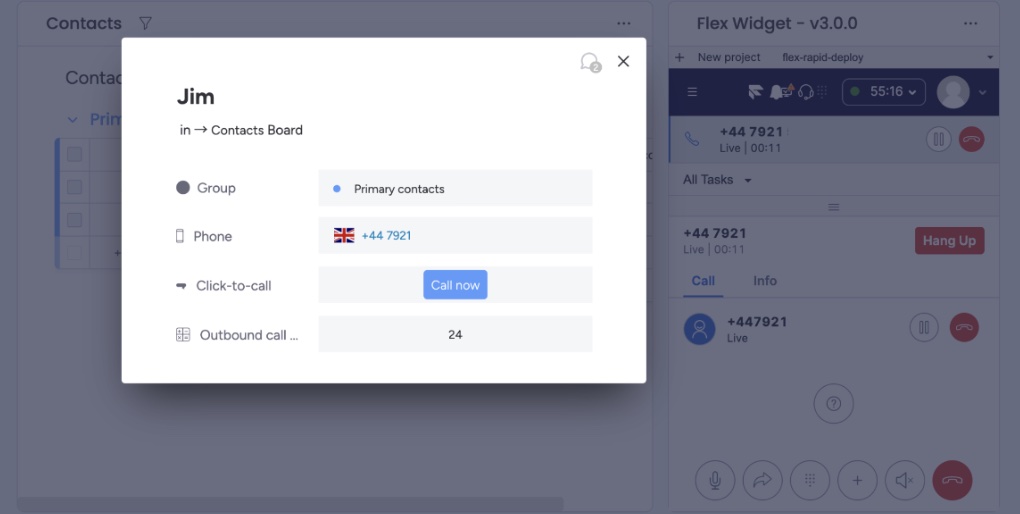 Contacts
Flex Widget - v3.0.0
+ New project flex-rapid-deploy
Contac
Prim
Jim
in → Contacts Board
2
Group
Primary contacts
Phone
+44 7921
Click-to-call
Call now
Outbound call ...
24
55:16
+44 7921
Live | 00:11
All Tasks
+44 7921
Live | 00:11
Hang Up
Call Info
+447921
Live